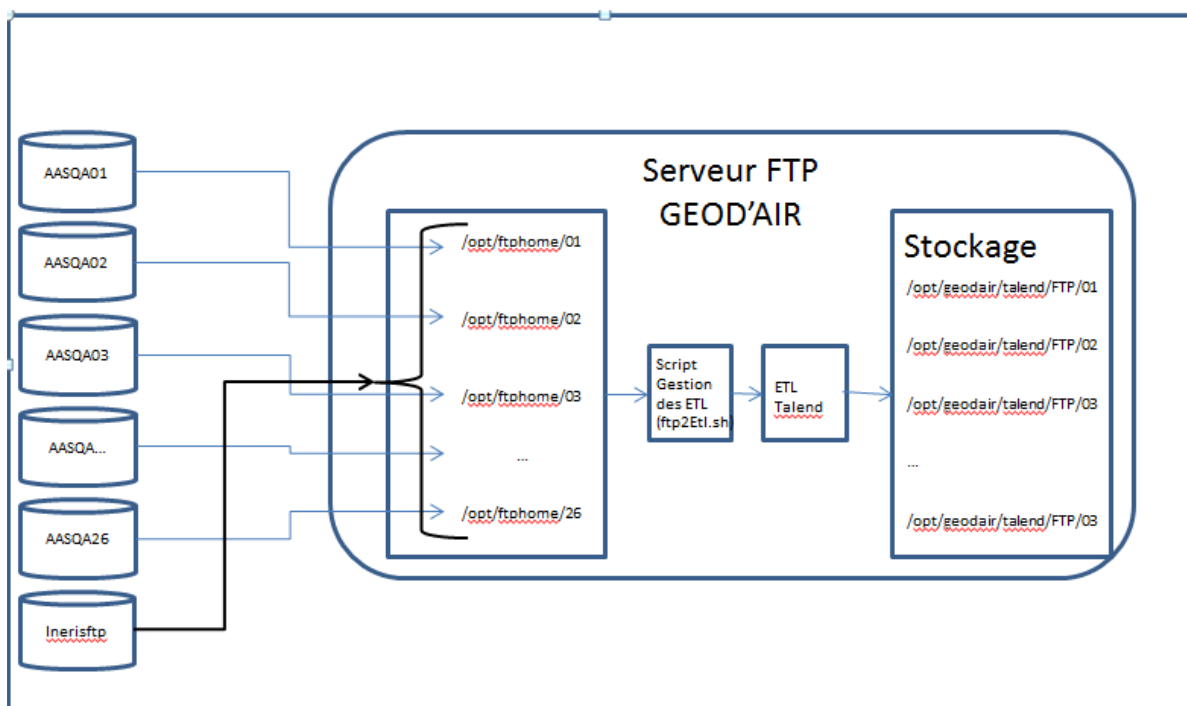 Serveur FTP
GEOD'AIR
AASQA01
AASQA02
AASQA03
AASQA...
AASQA26
Inerisftp
/opt/ftphome/01
/opt/ftphome/02
/opt/ftphome/03
...
/opt/ftphome/26
Script
Gestion
des ETL
(ftp2Etl.sh)
ETL
Talend
Stockage
/opt/geodair/talend/FTP/01
/opt/geodair/talend/FTP/02
/opt/geodair/talend/FTP/03
...
/opt/geodair/talend/FTP/03